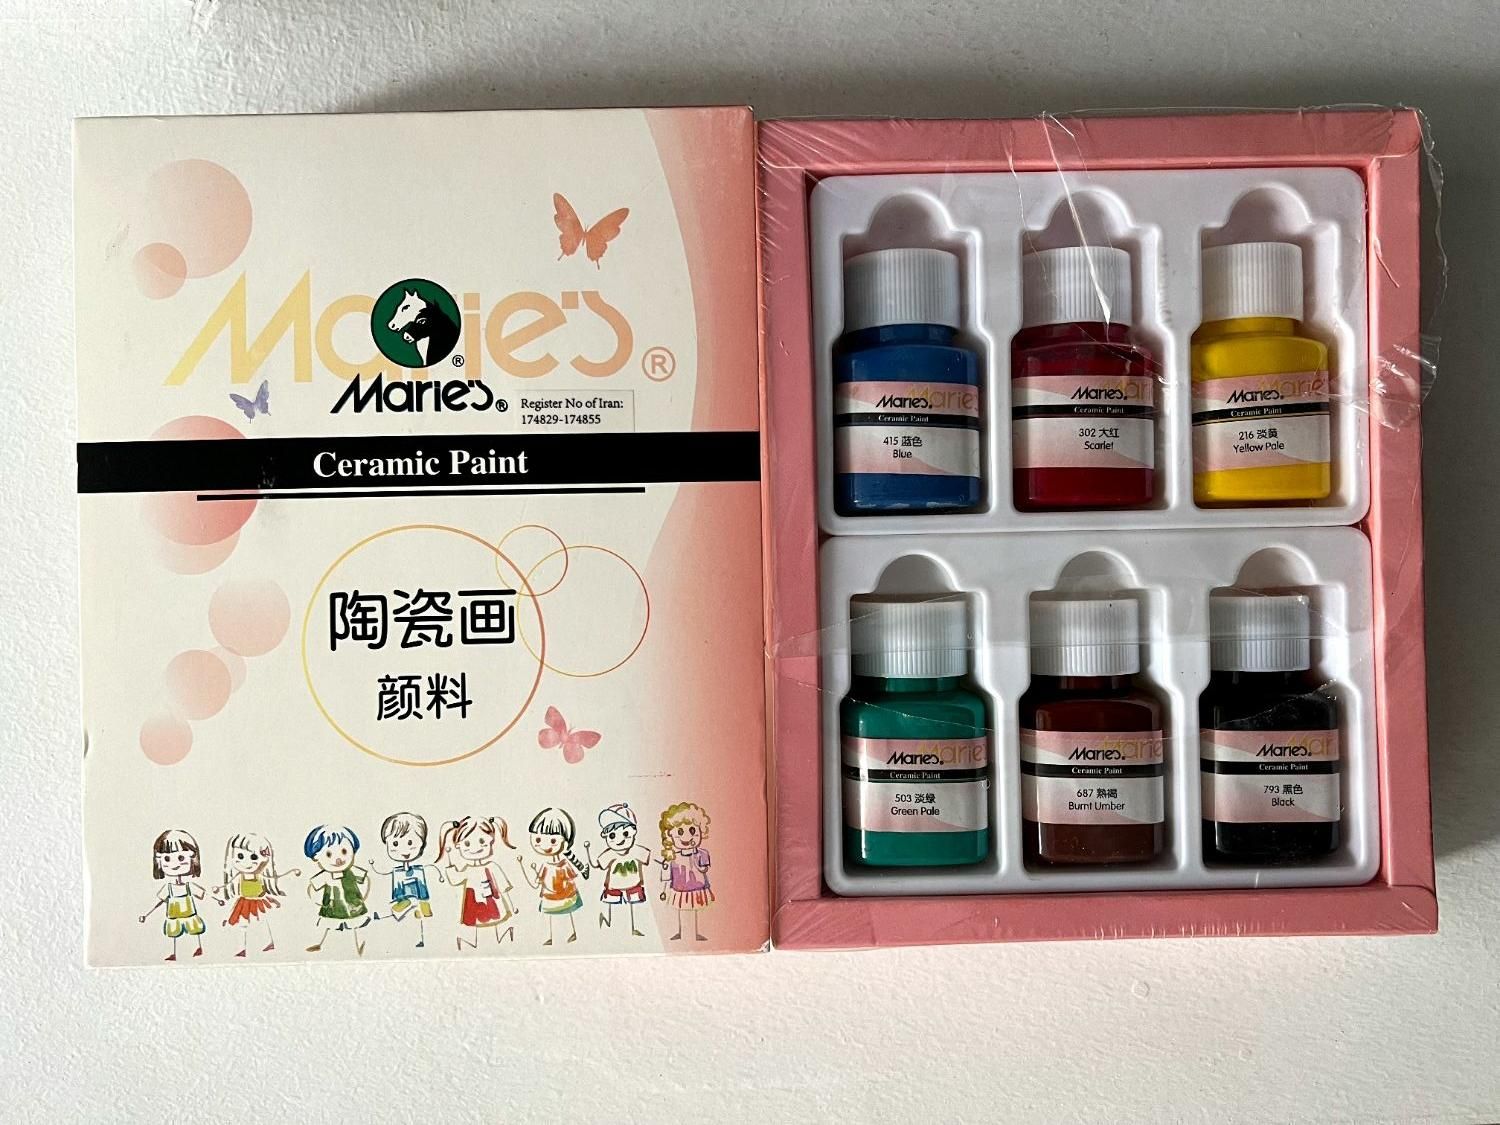 Marie's®
Marie's®
Register No of Iran:
174829-174855
Ceramic Paint
陶瓷画
颜料
Marie's
Ceramic Paint
415 蓝色
Blue
Marie's
Ceramic Paint
302 大红
Scarlet
Marie's
Ceramic Paint
216 淡黄
Yellow Pale
Marie's
Ceramic Paint
503 淡绿
Green Pale
Marie's
Ceramic Paint
687 熟褐
Burnt Umber
Marie's
Ceramic Paint
793 黑色
Black